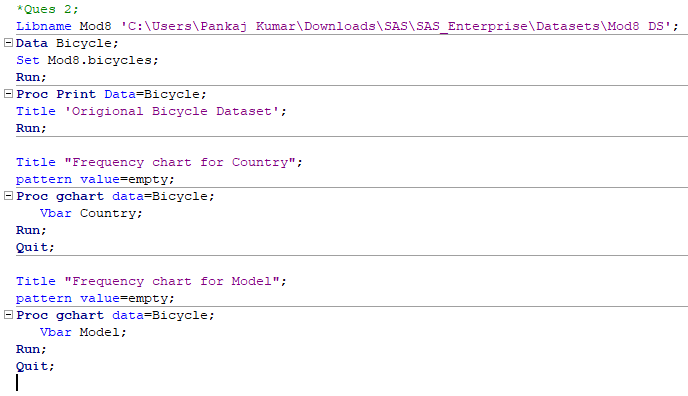 *Ques 2;
Libname Mod8 'C:\Users\Pankaj Kumar\Downloads\SAS\SAS_Enterprise\Datasets\Mod8 DS';
Data Bicycle;
Set Mod8.bicycles;
Run;
Proc Print Data=Bicycle;
Title 'Origional Bicycle Dataset';
Run;
Title "Frequency chart for Country";
pattern value=empty;
Proc gchart data=Bicycle;
Vbar Country;
Run;
Quit;
Title "Frequency chart for Model";
pattern value=empty;
Proc gchart data=Bicycle;
Vbar Model;
Run;
Quit;